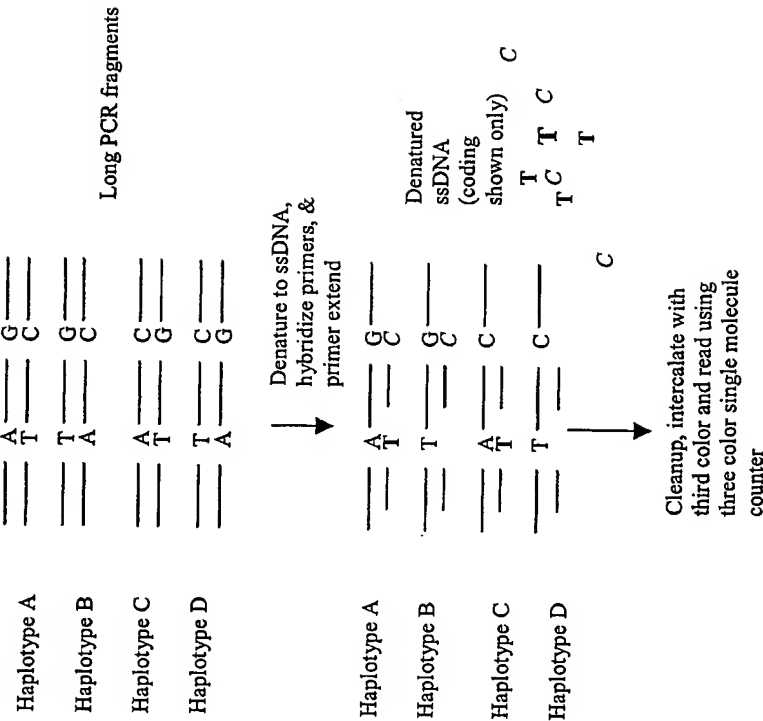 Haplotype A
A G
T C
Haplotype B
T G
A C
Haplotype C
A C
T G
Haplotype D
T C
A G
Long PCR fragments
Denature to ssDNA,
hybridize primers, &
primer extend
Haplotype A
A G
T C
Haplotype B
T G
C
Haplotype C
A C
T
Haplotype D
T C
Denatured
ssDNA
(coding
shown only)
T
T
C
T
C
T
C
C
Cleanup, intercalate with
third color and read using
three color single molecule
counter